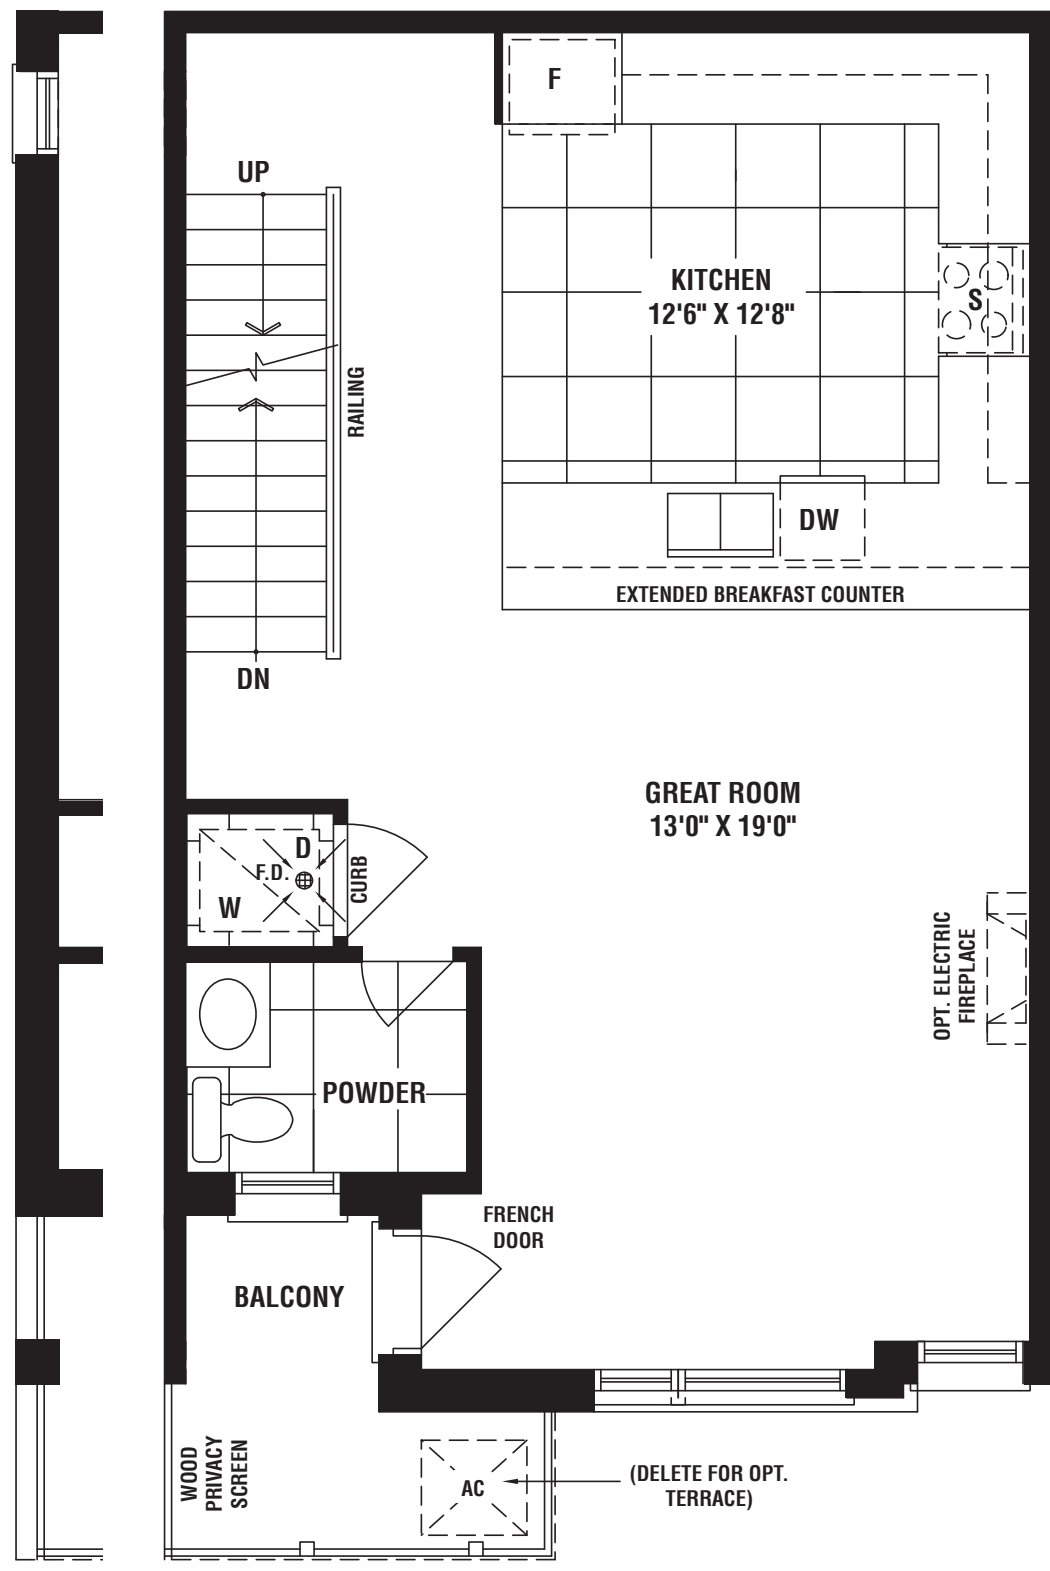 F
UP
KITCHEN
12'6" X 12'8"
S
RAILING
DW
EXTENDED BREAKFAST COUNTER
DN
GREAT ROOM
13'0" X 19'0"
D
F.D.
W
CURB
OPT. ELECTRIC
FIREPLACE
POWDER
FRENCH
DOOR
BALCONY
WOOD
PRIVACY
SCREEN
AC
(DELETE FOR OPT.
TERRACE)